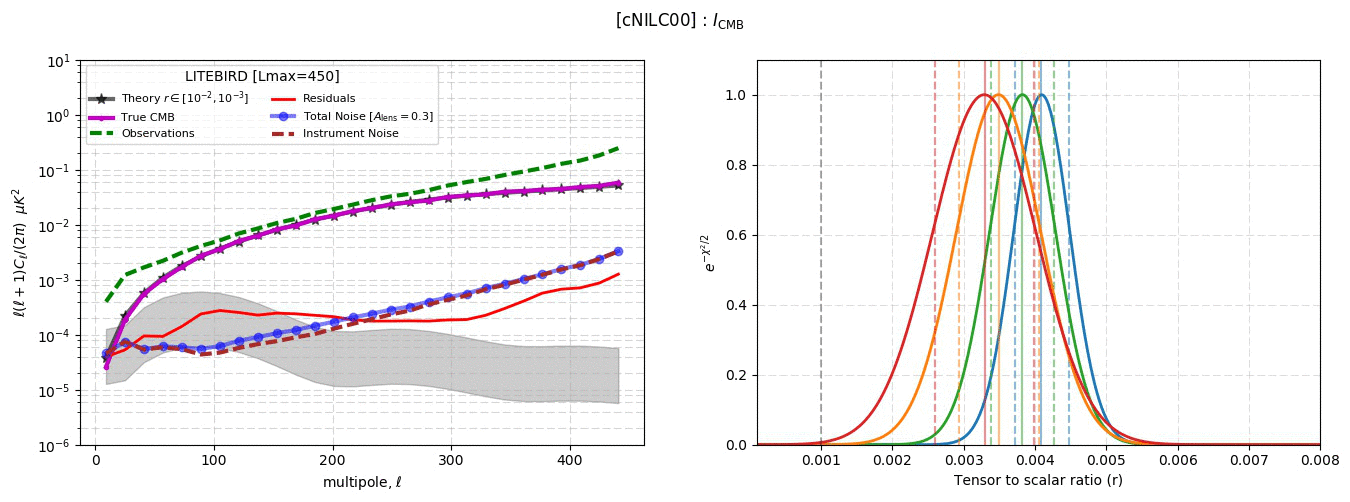 [cNILC00] : I_CMB
LITEBIRD [Lmax=450]
Theory r ∈ [10⁻², 10⁻³]
True CMB
Observations
Residuals
Total Noise [A_lens = 0.3]
Instrument Noise
ℓ(ℓ + 1)C_ℓ/(2π) μK²
10¹
10⁰
10⁻¹
10⁻²
10⁻³
10⁻⁴
10⁻⁵
10⁻⁶
0 100 200 300 400
multipole, ℓ
e^{-χ²/2}
1.0
0.8
0.6
0.4
0.2
0.0
0.001 0.002 0.003 0.004 0.005 0.006 0.007 0.008
Tensor to scalar ratio (r)